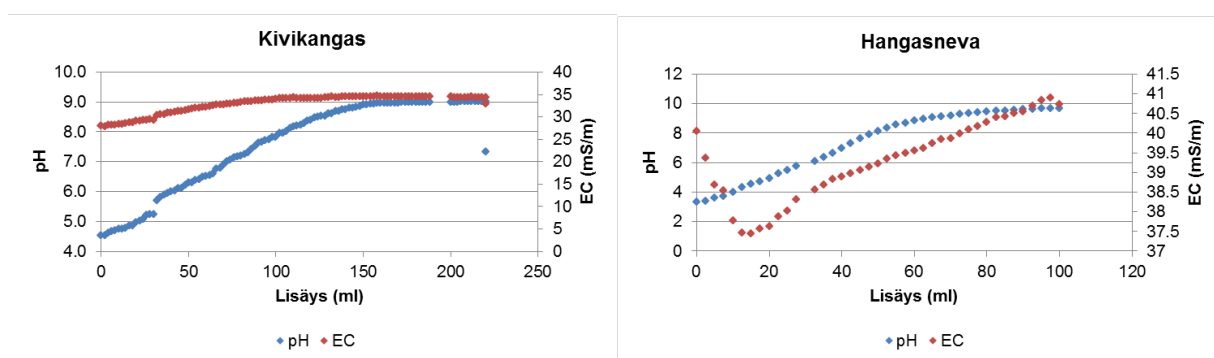 Kivikangas
pH
EC (mS/m)
10.0
9.0
8.0
7.0
6.0
5.0
4.0
40
35
30
25
20
15
10
5
0
0 50 100 150 200 250
Lisäys (ml)
pH EC
Hangasneva
pH
EC (mS/m)
12
10
8
6
4
2
0
41.5
41
40.5
40
39.5
39
38.5
38
37.5
37
0 20 40 60 80 100 120
Lisäys (ml)
pH EC